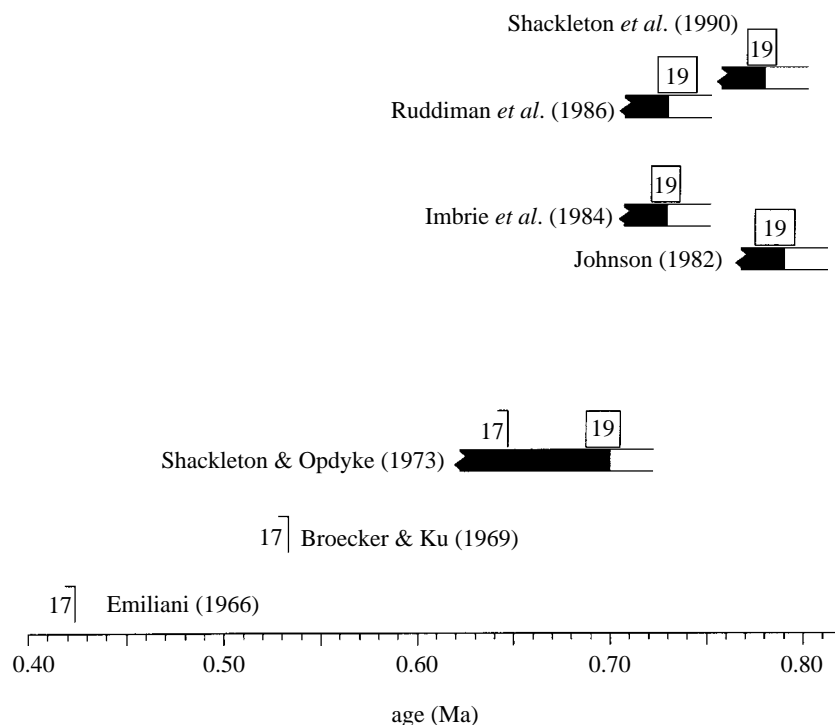 Shackleton et al. (1990)
19
19
Ruddiman et al. (1986)
19
Imbrie et al. (1984)
19
Johnson (1982)
17
19
Shackleton & Opdyke (1973)
17
Broecker & Ku (1969)
17
Emiliani (1966)
0.40
0.50
0.60
0.70
0.80
age (Ma)